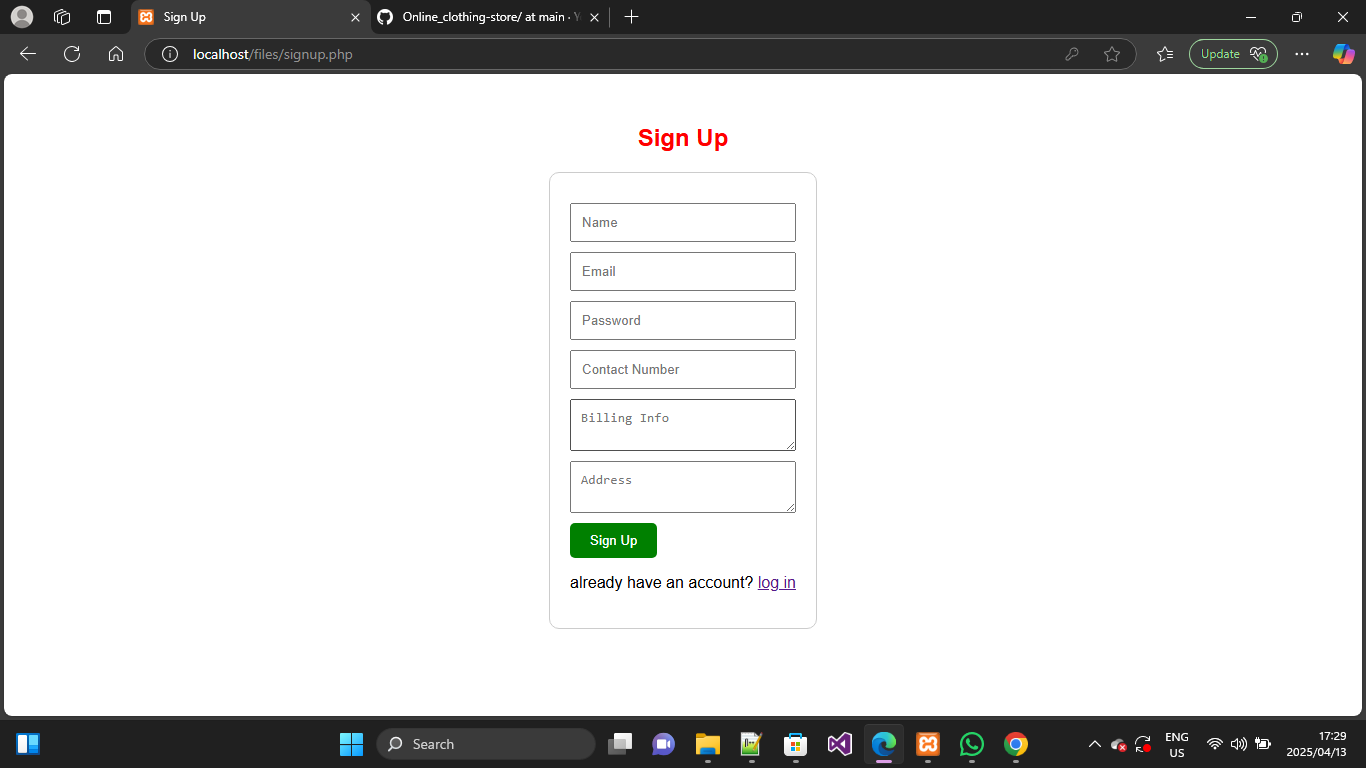 Sign Up
Online_clothing-store/ at main ·
localhost/files/signup.php
Update
Sign Up
Name
Email
Password
Contact Number
Billing Info
Address
Sign Up
already have an account? log in
Search
ENG
US
17:29
2025/04/13